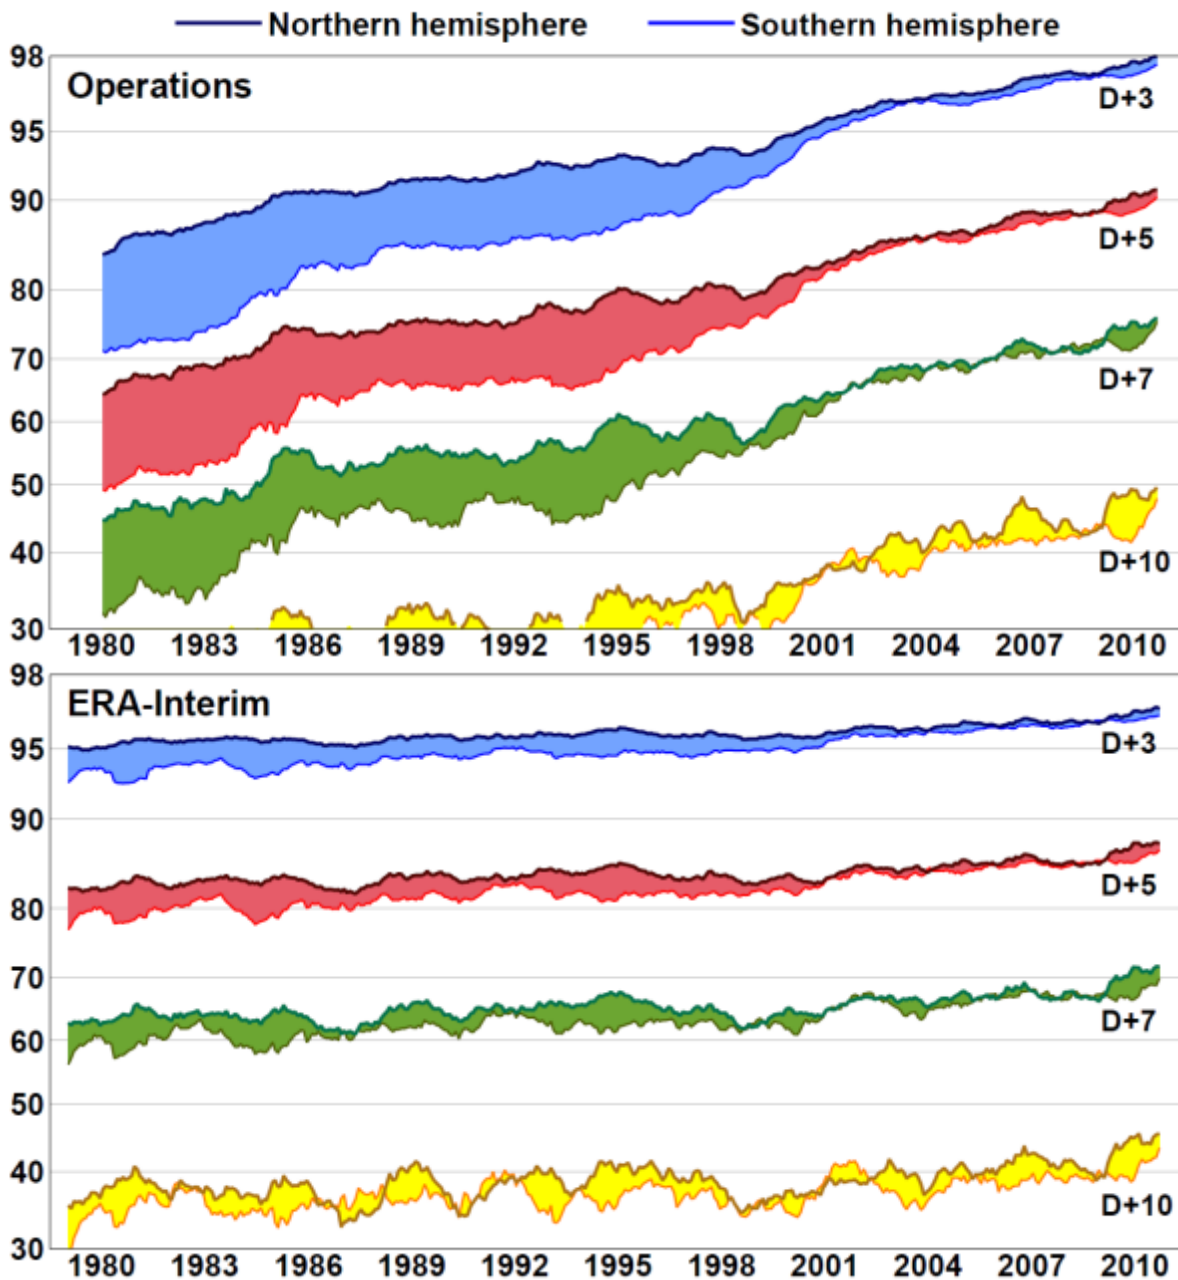 Northern hemisphere Southern hemisphere
98
Operations
D+3
95
90
D+5
80
70
D+7
60
50
40
D+10
30
1980 1983 1986 1989 1992 1995 1998 2001 2004 2007 2010
98
ERA-Interim
95
D+3
90
D+5
80
70
D+7
60
50
40
D+10
30
1980 1983 1986 1989 1992 1995 1998 2001 2004 2007 2010